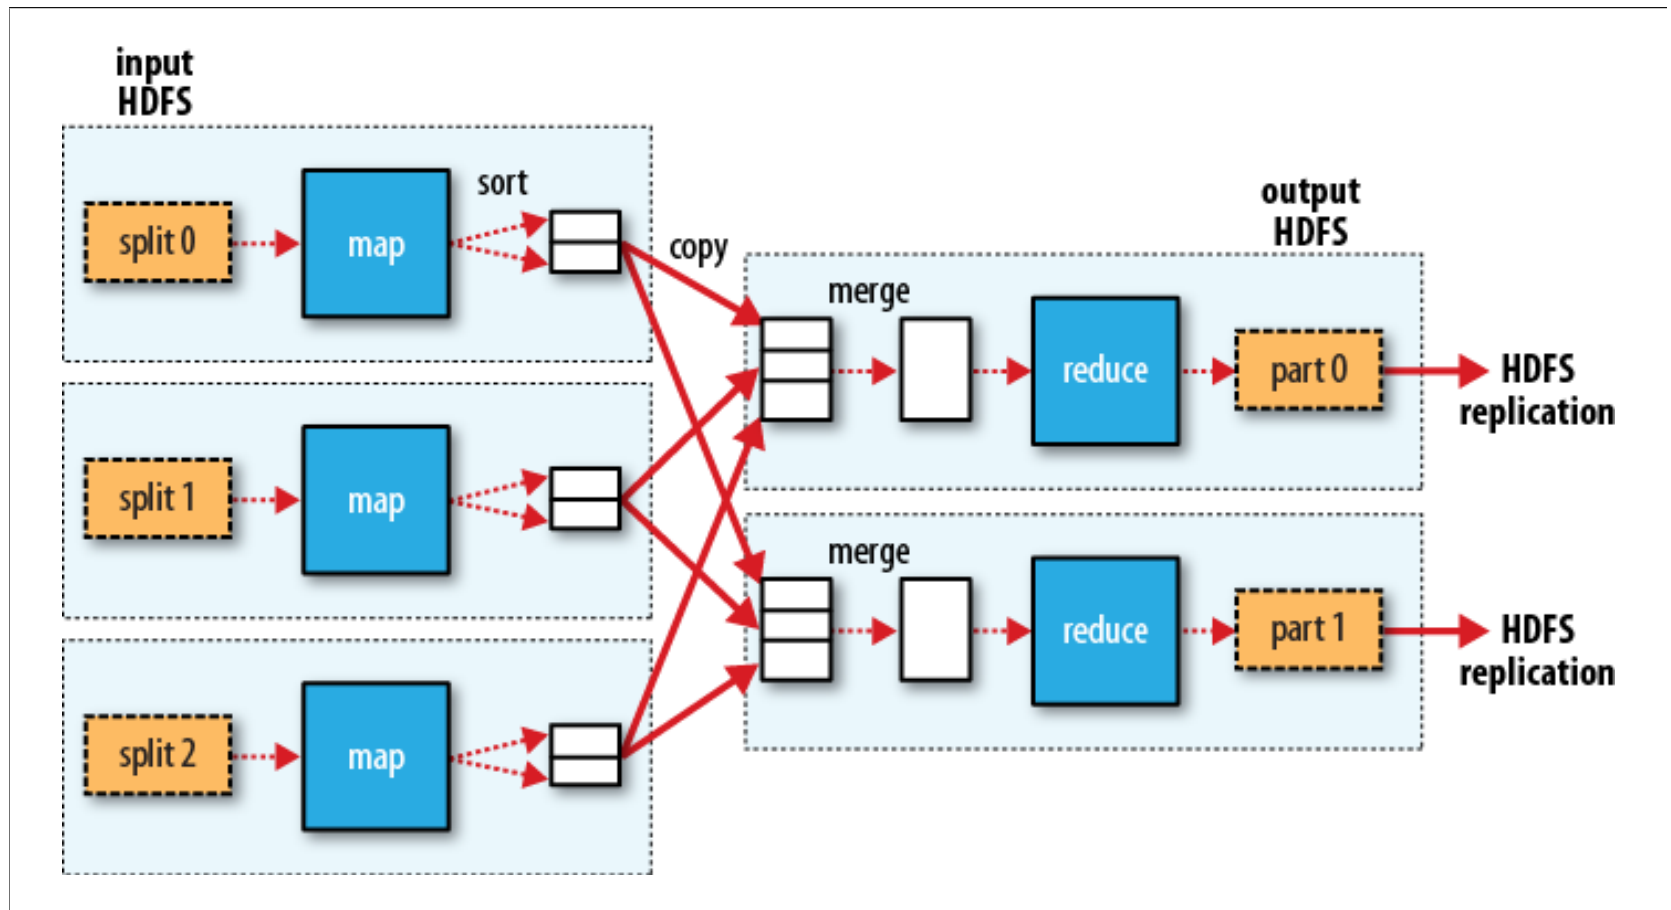 input
HDFS
split 0
map
sort
copy
split 1
map
split 2
map
output
HDFS
merge
reduce
part 0
HDFS
replication
merge
reduce
part 1
HDFS
replication